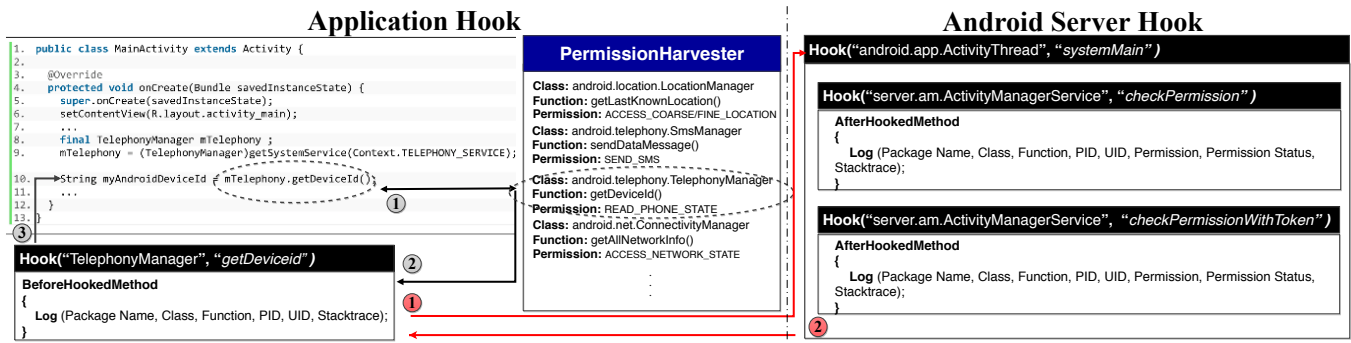 Application Hook
Android Server Hook
1. public class MainActivity extends Activity {
2.
3. @Override
4. protected void onCreate(Bundle savedInstanceState) {
5. super.onCreate(savedInstanceState);
6. setContentView(R.layout.activity_main);
7. ...
8. final TelephonyManager mTelephony ;
9. mTelephony = (TelephonyManager)getSystemService(Context.TELEPHONY_SERVICE);
10. String myAndroidDeviceId = mTelephony.getDeviceId();
11. ...
12. }
13. }
1
3
Hook("TelephonyManager", "getDeviceid" )
BeforeHookedMethod
{
Log (Package Name, Class, Function, PID, UID, Stacktrace);
}
2
1
PermissionHarvester
Class: android.location.LocationManager
Function: getLastKnownLocation()
Permission: ACCESS_COARSE/FINE_LOCATION
Class: android.telephony.SmsManager
Function: sendDataMessage()
Permission: SEND_SMS
Class: android.telephony.TelephonyManager
Function: getDeviceId()
Permission: READ_PHONE_STATE
Class: android.net.ConnectivityManager
Function: getAllNetworkInfo()
Permission: ACCESS_NETWORK_STATE
.
.
.
Hook("android.app.ActivityThread", "systemMain" )
Hook("server.am.ActivityManagerService", "checkPermission" )
AfterHookedMethod
{
Log (Package Name, Class, Function, PID, UID, Permission, Permission Status,
Stacktrace);
}
Hook("server.am.ActivityManagerService", "checkPermissionWithToken" )
AfterHookedMethod
{
Log (Package Name, Class, Function, PID, UID, Permission, Permission Status,
Stacktrace);
}
2